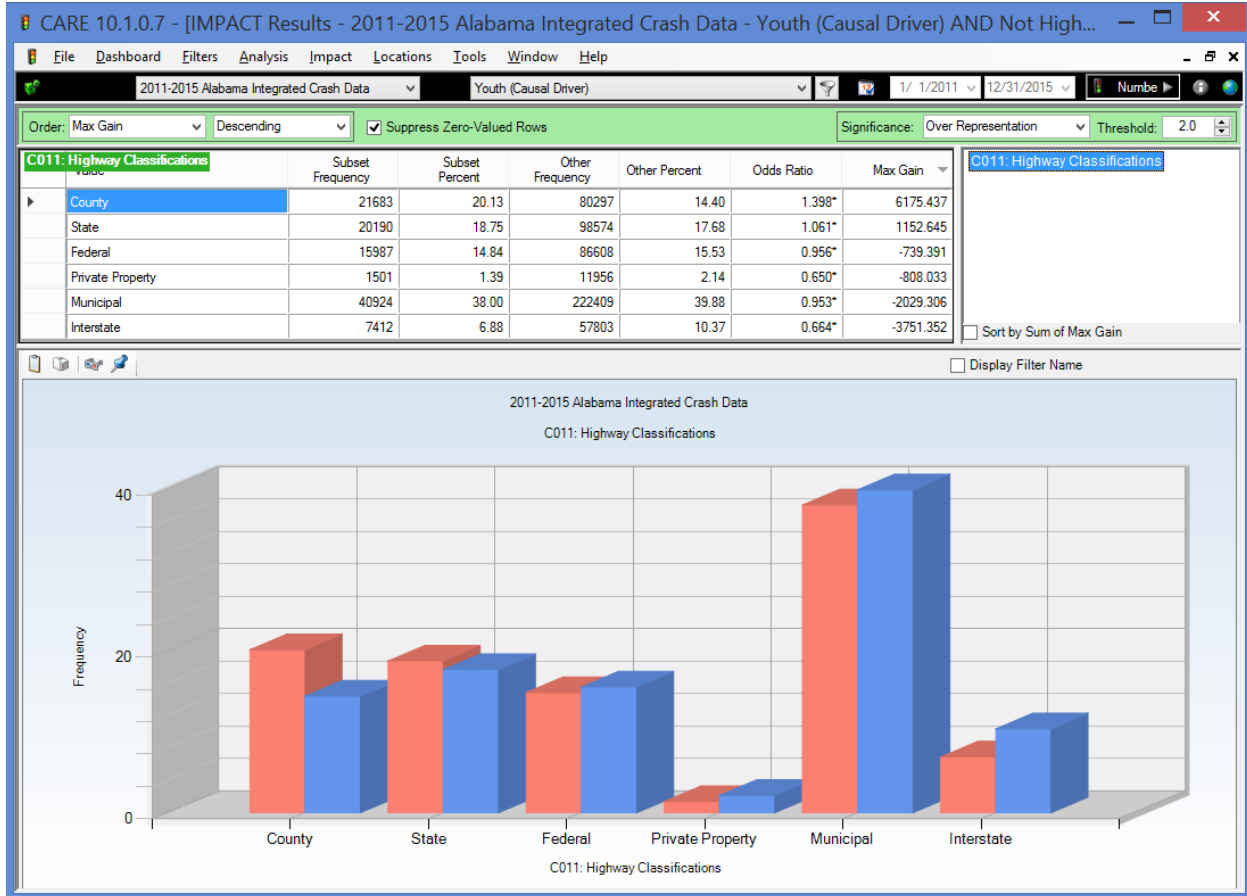 CARE 10.1.0.7 - [IMPACT Results - 2011-2015 Alabama Integrated Crash Data - Youth (Causal Driver) AND Not High...
File Dashboard Filters Analysis Impact Locations Tools Window Help
2011-2015 Alabama Integrated Crash Data Youth (Causal Driver) 1/ 1/2011 12/31/2015 Numbe
Order: Max Gain Descending Suppress Zero-Valued Rows Significance: Over Representation Threshold: 2.0
C011: Highway Classifications Subset Frequency Subset Percent Other Frequency Other Percent Odds Ratio Max Gain C011: Highway Classifications
County 21683 20.13 80297 14.40 1.398* 6175.437
State 20190 18.75 98574 17.68 1.061* 1152.645
Federal 15987 14.84 86608 15.53 0.956* -739.391
Private Property 1501 1.39 11956 2.14 0.650* -808.033
Municipal 40924 38.00 222409 39.88 0.953* -2029.306
Interstate 7412 6.88 57803 10.37 0.664* -3751.352
Sort by Sum of Max Gain
Display Filter Name
2011-2015 Alabama Integrated Crash Data
C011: Highway Classifications
40
20
0
Frequency
County State Federal Private Property Municipal Interstate
C011: Highway Classifications